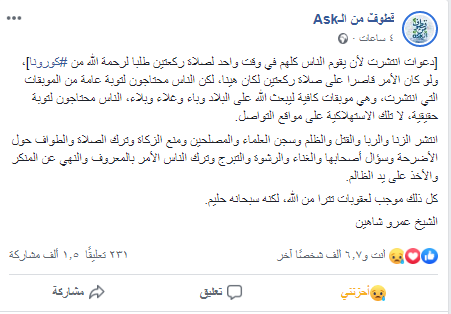 قطوفٌ من الـAsk
٤ ساعات
[دعوات انتشرت لأن يقوم الناس كلهم في وقت واحد لصلاة ركعتين طلبا لرحمة الله من #كورونا]،
ولو كان الأمر قاصرا على صلاة ركعتين لكان هينا، لكن الناس محتاجون لتوبة عامة من الموبقات
التي انتشرت، وهي موبقات كافية ليبعث الله على البلاد وباء وغلاء وبلاء، الناس محتاجون لتوبة
حقيقية، لا تلك الاستهلاكية على مواقع التواصل.
انتشر الزنا والربا والقتل والظلم وسجن العلماء والمصلحين ومنع الزكاة وترك الصلاة والطواف حول
الأضرحة وسؤال أصحابها والغناء والرشوة والتبرج وترك الناس الأمر بالمعروف والنهي عن المنكر
والأخذ على يد الظالم.
كل ذلك موجب لعقوبات تترا من الله، لكنه سبحانه حليم.
الشيخ عمرو شاهين
أنت و٦٫٧ ألف شخصًا آخر
٢٣١ تعليقًا ١٫٥ ألف مشاركة
أحزنني
تعليق
مشاركة